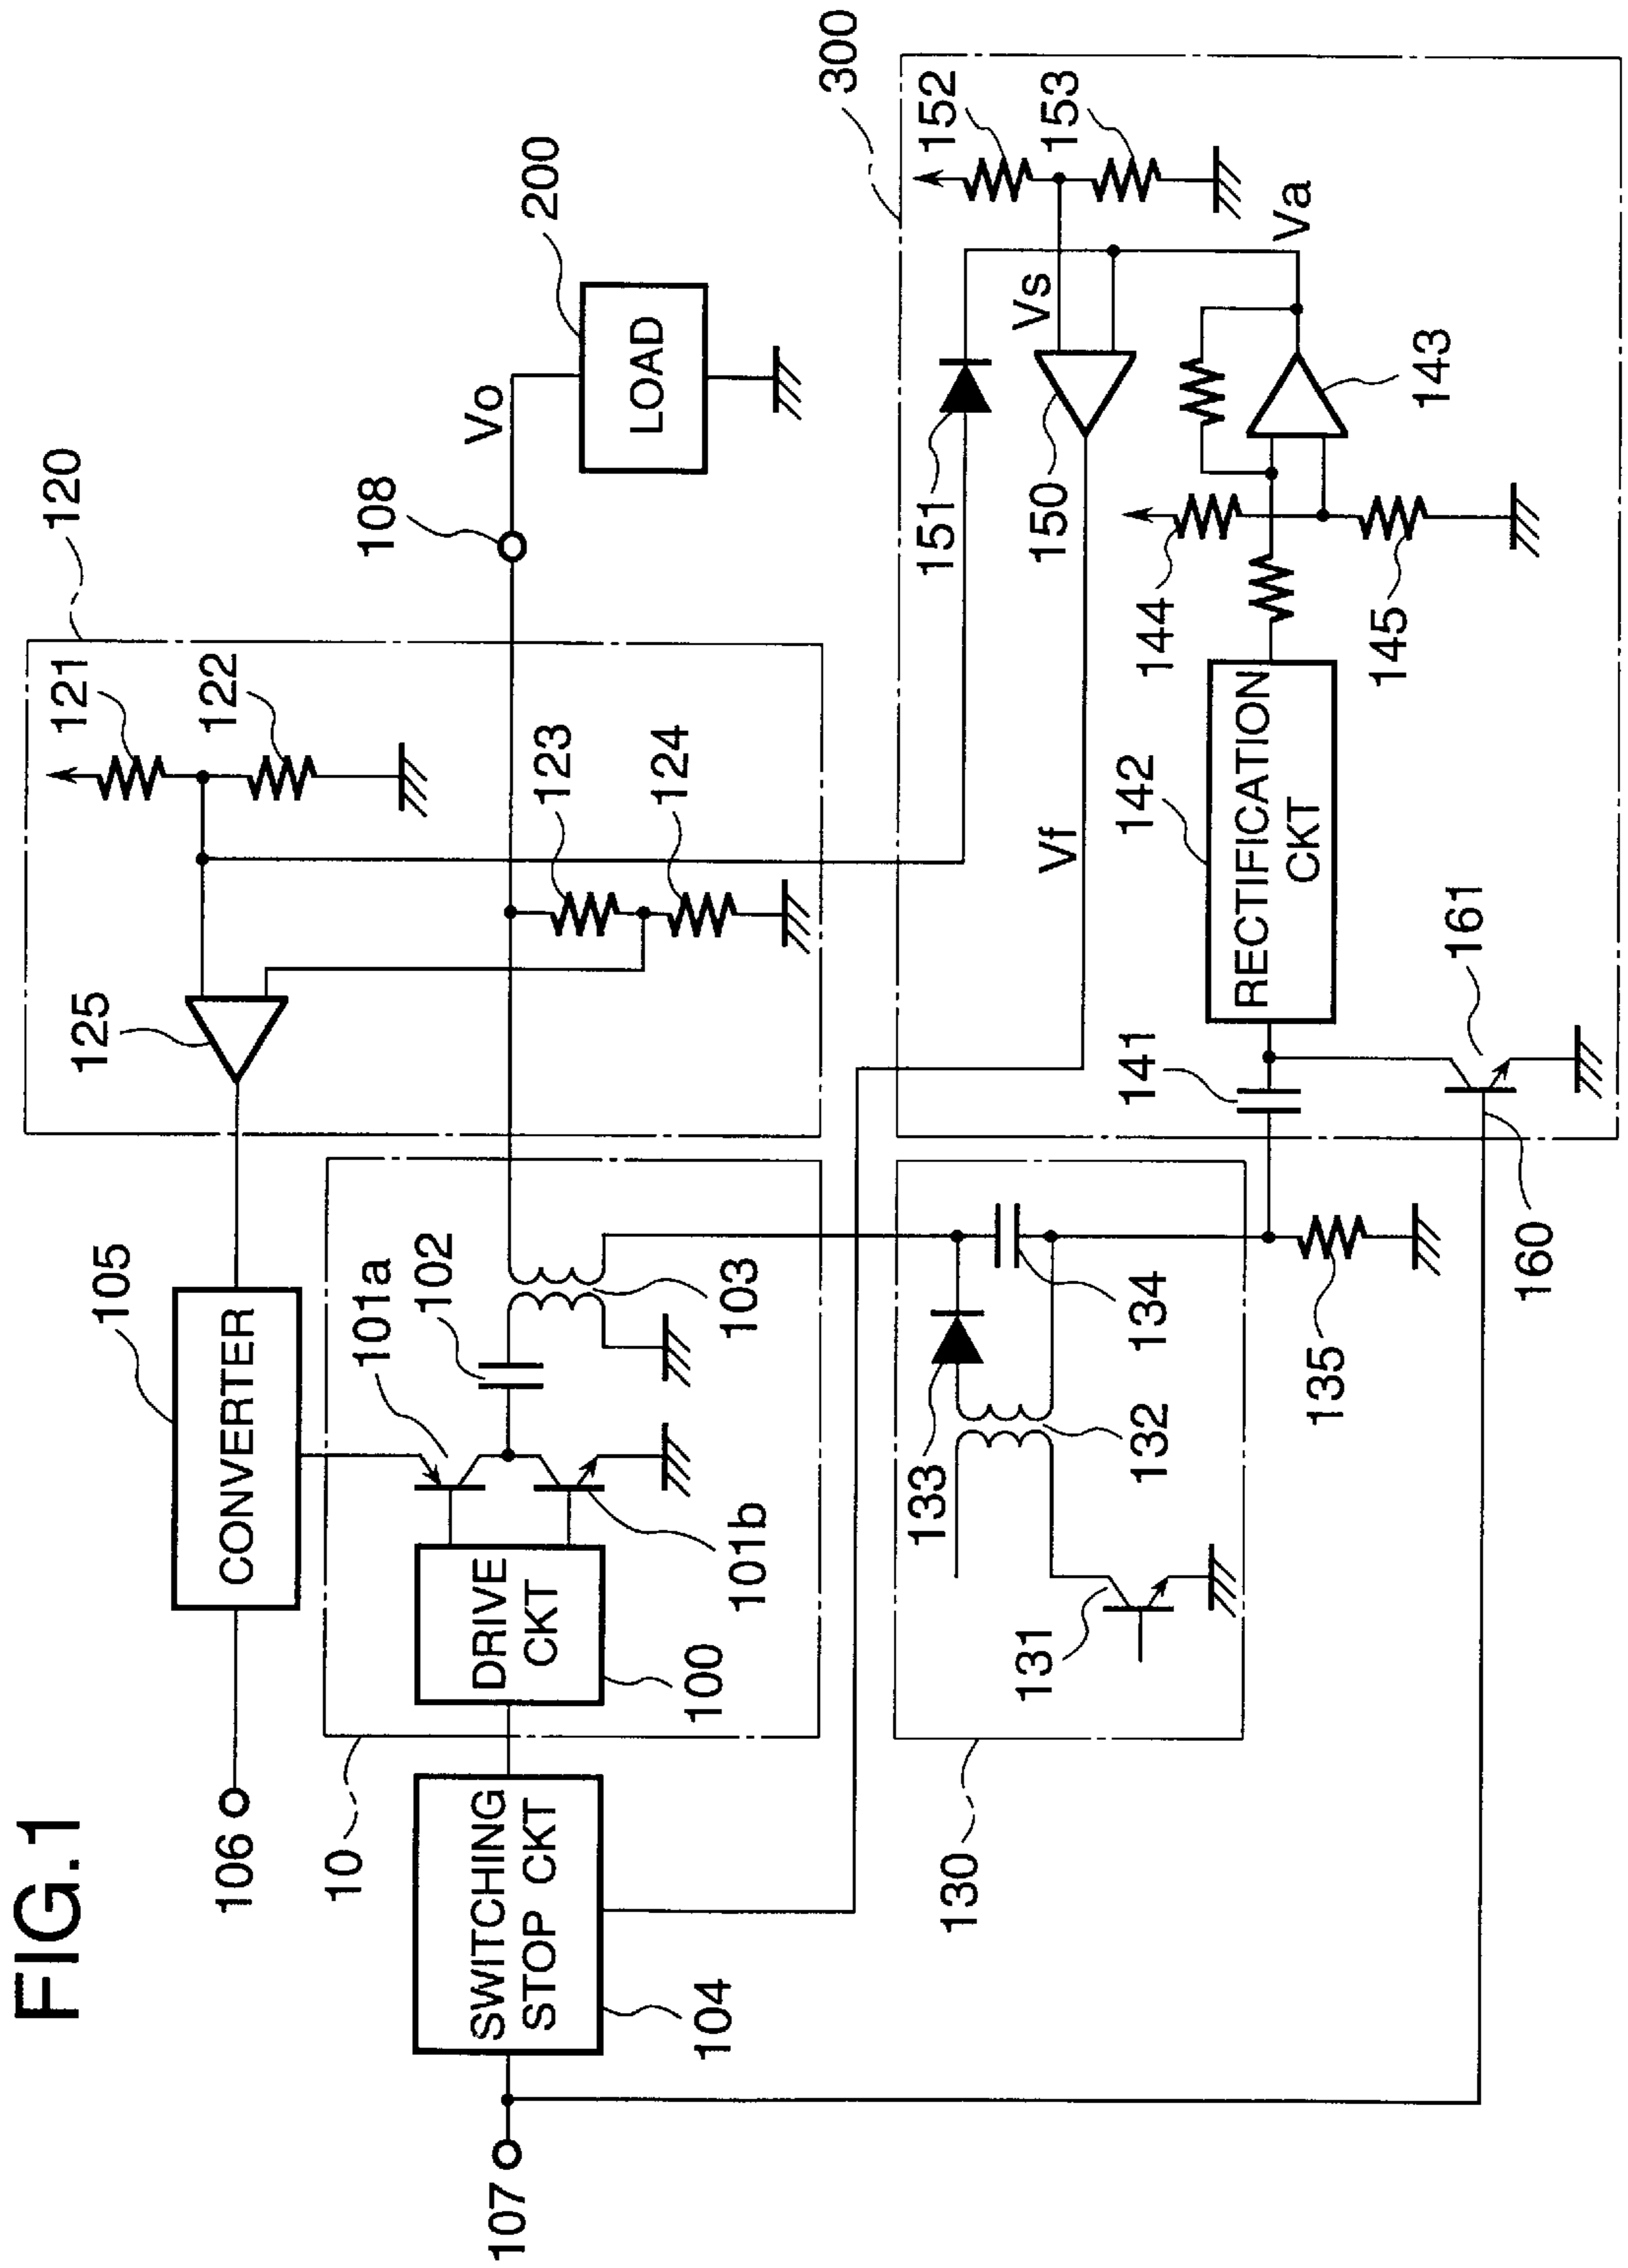 FIG.1
106
105
CONVERTER
125
121
122
120
123
124
107
SWITCHING
STOP CKT
104
10
DRIVE
CKT
100
101a
101b
102
103
108
Vo
LOAD
200
130
131
132
133
134
135
300
151
150
Vs
Vf
152
153
Va
141
142
RECTIFICATION
CKT
144
145
143
160
161